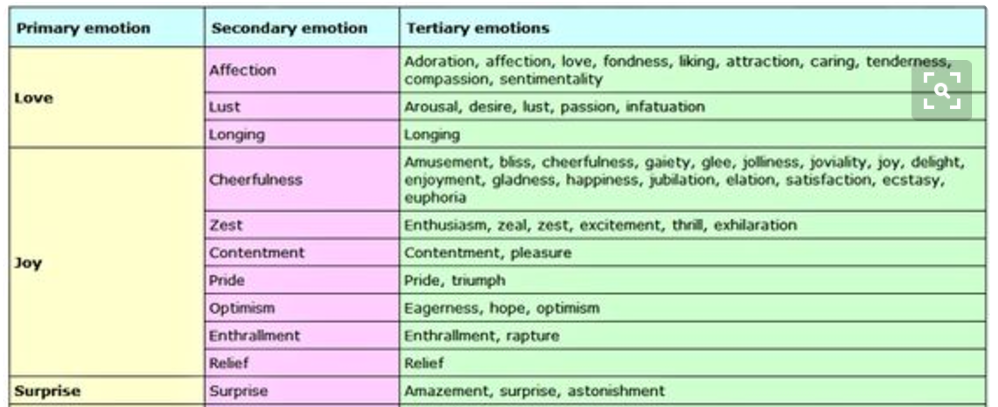 Primary emotion Secondary emotion Tertiary emotions
Love
Affection
Adoration, affection, love, fondness, liking, attraction, caring, tenderness,
compassion, sentimentality
Lust
Arousal, desire, lust, passion, infatuation
Longing
Longing
Joy
Cheerfulness
Amusement, bliss, cheerfulness, gaiety, glee, jolliness, joviality, joy, delight,
enjoyment, gladness, happiness, jubilation, elation, satisfaction, ecstasy,
euphoria
Zest
Enthusiasm, zeal, zest, excitement, thrill, exhilaration
Contentment
Contentment, pleasure
Pride
Pride, triumph
Optimism
Eagerness, hope, optimism
Enthrallment
Enthrallment, rapture
Relief
Relief
Surprise
Surprise
Amazement, surprise, astonishment